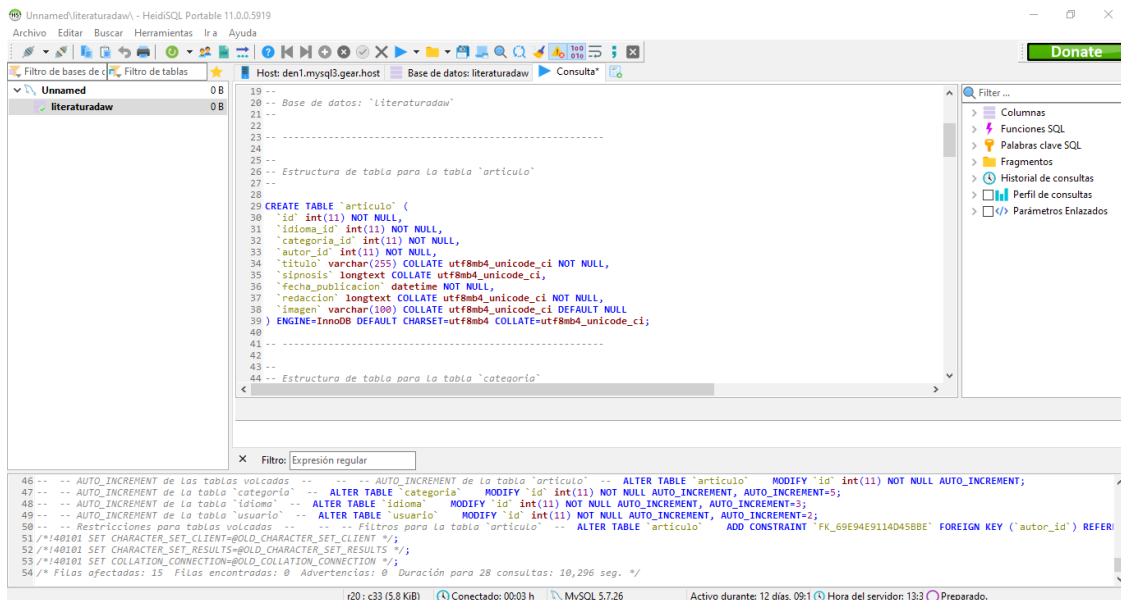 Unnamed\literaturadaw\ - HeidiSQL Portable 11.0.0.5919
Archivo Editar Buscar Herramientas Ir a Ayuda
Donate
Filtro de bases de d Filtro de tablas
Host: den1.mysql3.gear.host Base de datos: literaturadaw Consulta*
Unnamed 0 B
literaturadaw 0 B
19 --
20 -- Base de datos: `literaturadaw`
21 --
22
23 -- --------------------------------------------------------
24
25 --
26 -- Estructura de tabla para la tabla `articulo`
27 --
28
29 CREATE TABLE `articulo` (
30 `id` int(11) NOT NULL,
31 `idioma_id` int(11) NOT NULL,
32 `categoria_id` int(11) NOT NULL,
33 `autor_id` int(11) NOT NULL,
34 `titulo` varchar(255) COLLATE utf8mb4_unicode_ci NOT NULL,
35 `sipnosis` longtext COLLATE utf8mb4_unicode_ci,
36 `fecha_publicacion` datetime NOT NULL,
37 `redaccion` longtext COLLATE utf8mb4_unicode_ci NOT NULL,
38 `imagen` varchar(100) COLLATE utf8mb4_unicode_ci DEFAULT NULL
39 ) ENGINE=InnoDB DEFAULT CHARSET=utf8mb4 COLLATE=utf8mb4_unicode_ci;
40
41 -- --------------------------------------------------------
42
43 --
44 -- Estructura de tabla para la tabla `categoria`
Filter ...
Columnas
Funciones SQL
Palabras clave SQL
Fragmentos
Historial de consultas
Perfil de consultas
Parámetros Enlazados
Filtro: Expresión regular
46 -- -- AUTO_INCREMENT de las tablas volcadas -- -- -- AUTO_INCREMENT de la tabla `articulo` -- ALTER TABLE `articulo` MODIFY `id` int(11) NOT NULL AUTO_INCREMENT;
47 -- -- AUTO_INCREMENT de la tabla `categoria` -- ALTER TABLE `categoria` MODIFY `id` int(11) NOT NULL AUTO_INCREMENT, AUTO_INCREMENT=5;
48 -- -- AUTO_INCREMENT de la tabla `idioma` -- ALTER TABLE `idioma` MODIFY `id` int(11) NOT NULL AUTO_INCREMENT, AUTO_INCREMENT=3;
49 -- -- AUTO_INCREMENT de la tabla `usuario` -- ALTER TABLE `usuario` MODIFY `id` int(11) NOT NULL AUTO_INCREMENT, AUTO_INCREMENT=2;
50 -- -- Restricciones para tablas volcadas -- -- -- Filtros para la tabla `articulo` -- ALTER TABLE `articulo` ADD CONSTRAINT `FK_69E94E9114D45BBE` FOREIGN KEY (`autor_id`) REFER
51 /*!40101 SET CHARACTER_SET_CLIENT=@OLD_CHARACTER_SET_CLIENT */;
52 /*!40101 SET CHARACTER_SET_RESULTS=@OLD_CHARACTER_SET_RESULTS */;
53 /*!40101 SET COLLATION_CONNECTION=@OLD_COLLATION_CONNECTION */;
54 /* Filas afectadas: 15 Filas encontradas: 0 Advertencias: 0 Duración para 28 consultas: 10,296 seg. */
r20 : c33 (5.8 KiB) Conectado: 00:03 h MySQL 5.7.26 Activo durante: 12 días, 09:1 Hora del servidor: 13:3 Preparado.